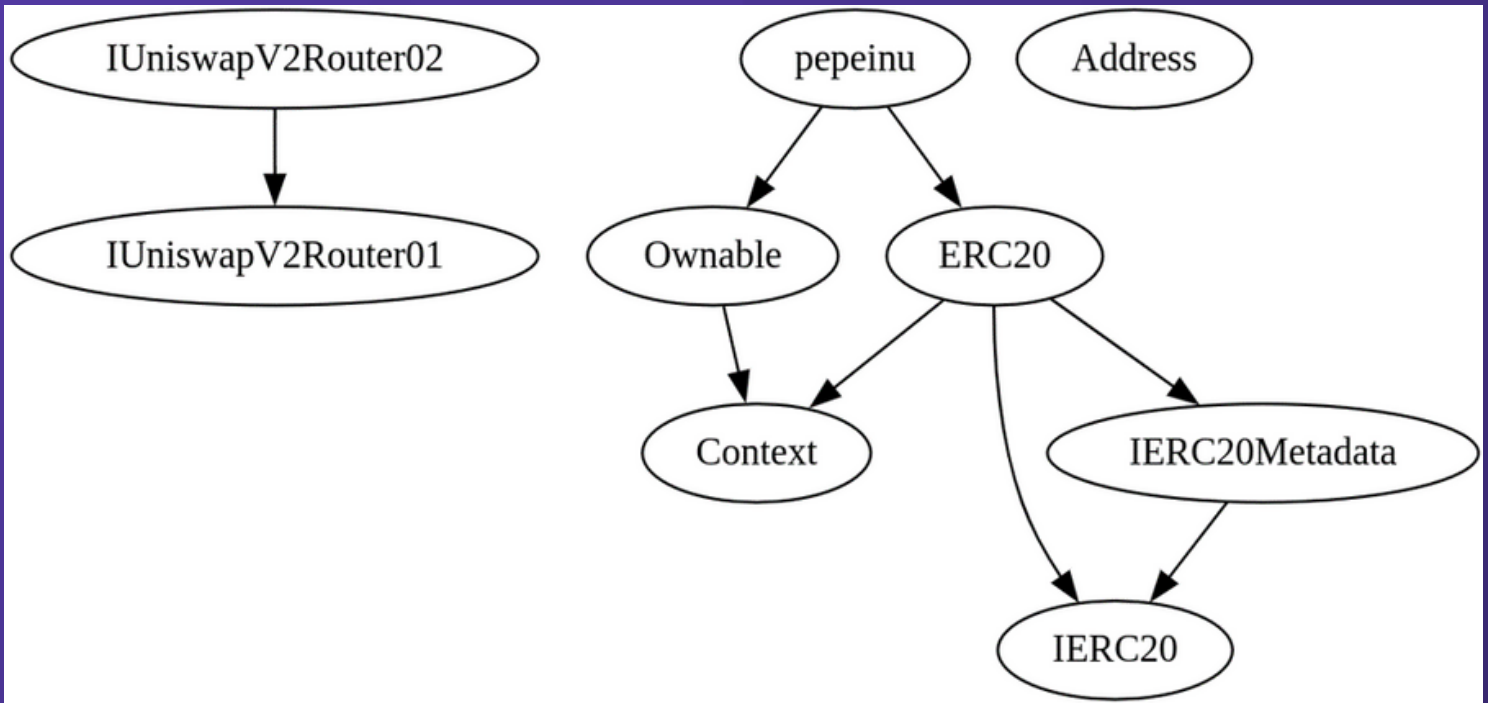 IUniswapV2Router02
pepeinu
Address
IUniswapV2Router01
Ownable
ERC20
Context
IERC20Metadata
IERC20